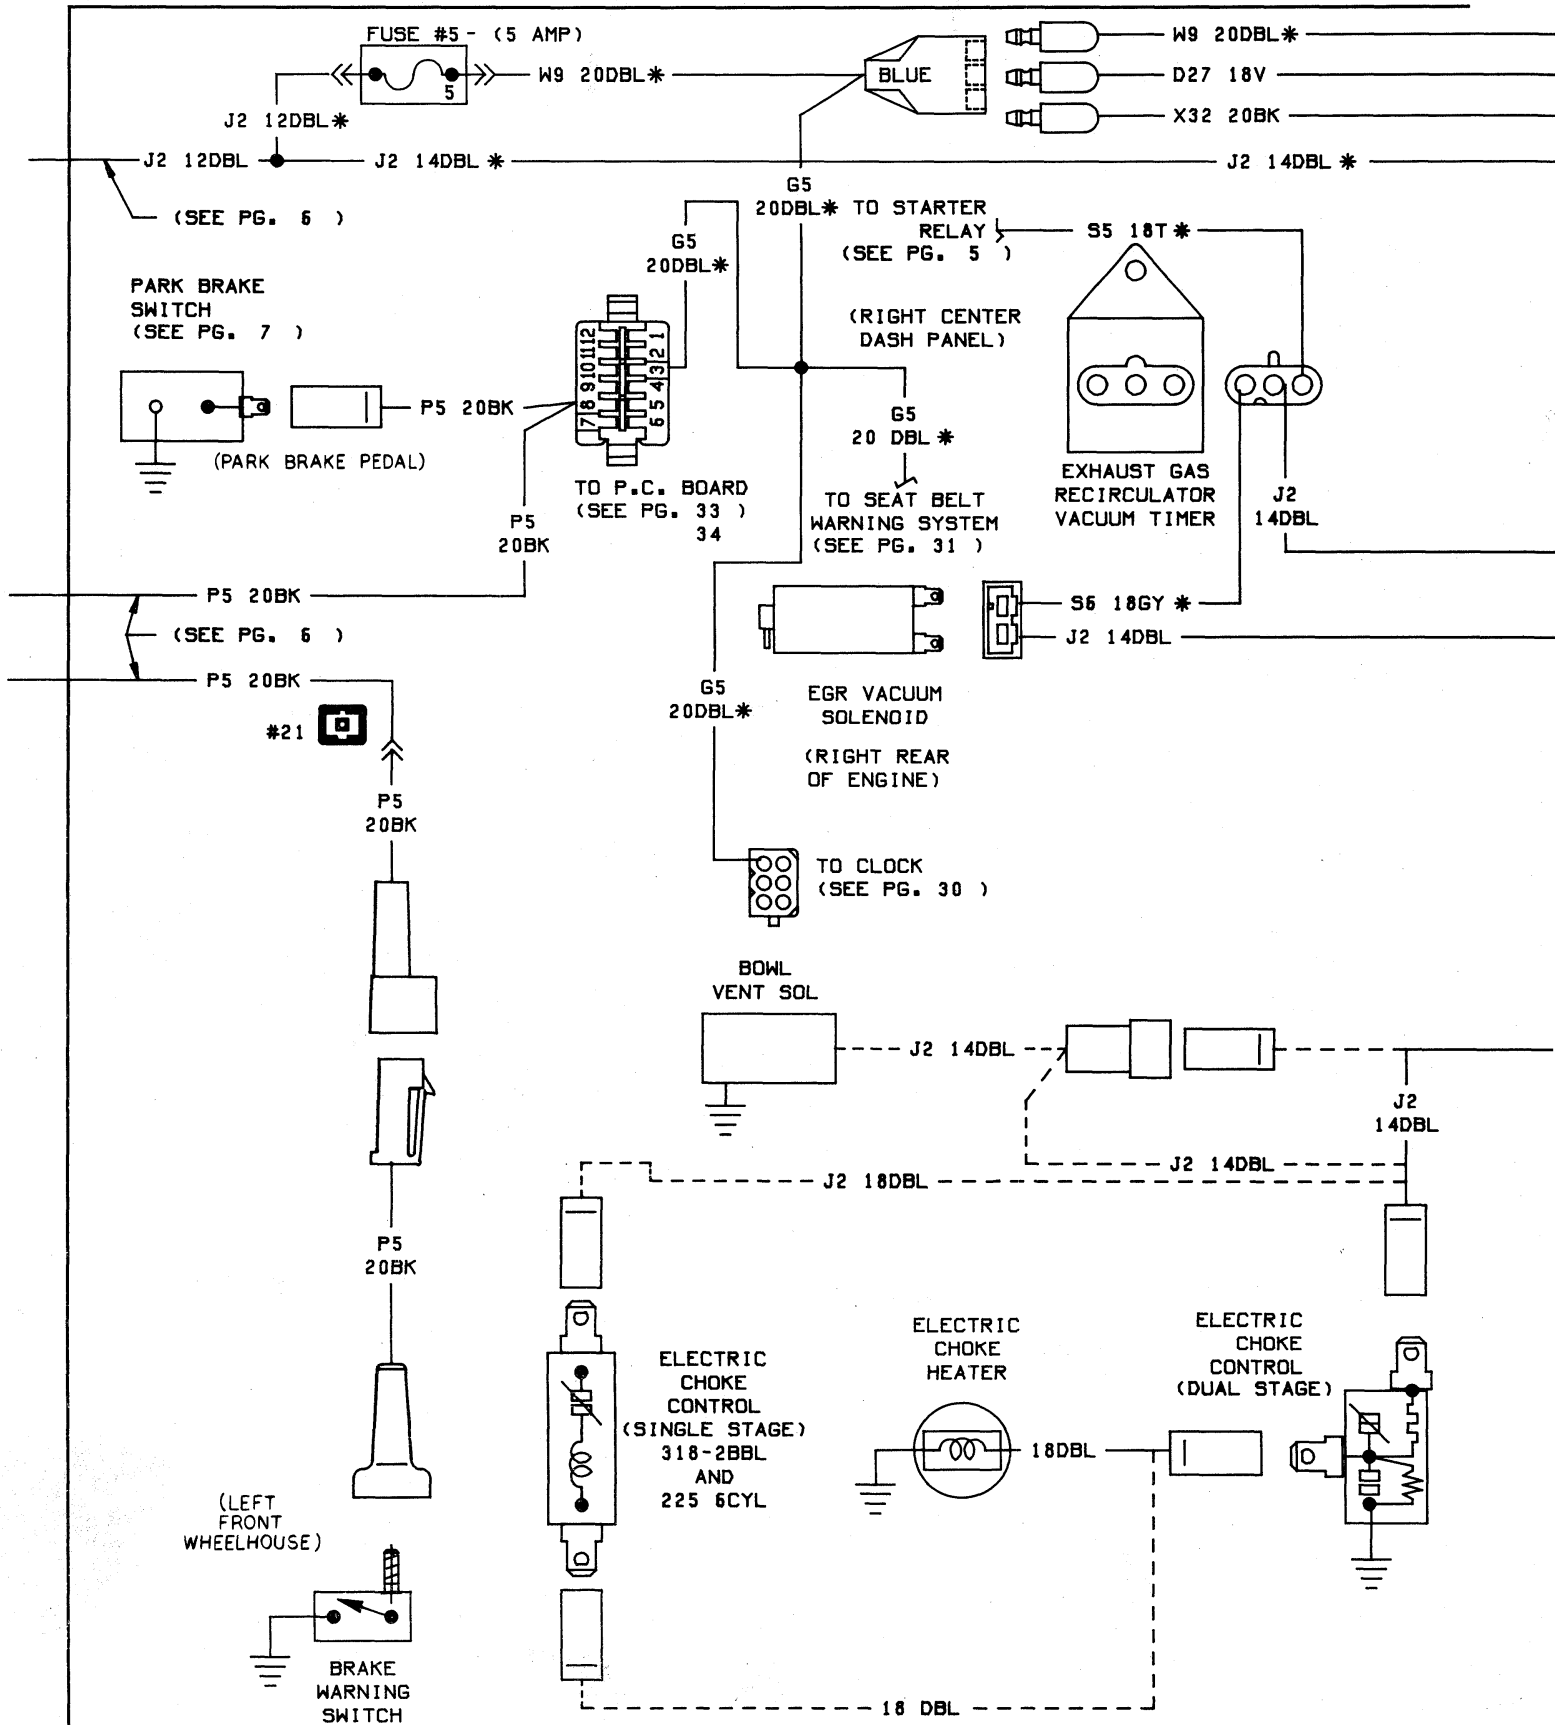 FUSE #5 - (5 AMP)
5
W9 20DBL*
BLUE
W9 20DBL*
D27 18V
X32 20BK
J2 12DBL*
J2 12DBL
J2 14DBL *
J2 14DBL *
(SEE PG. 6 )
G5
20DBL*
TO STARTER
RELAY
(SEE PG. 5 )
S5 18T *
G5
20DBL*
PARK BRAKE
SWITCH
(SEE PG. 7 )
(RIGHT CENTER
DASH PANEL)
7 8 9 10 11 12
6 5 4 3 2 1
P5 20BK
(PARK BRAKE PEDAL)
G5
20 DBL *
TO P.C. BOARD
(SEE PG. 33 )
34
TO SEAT BELT
WARNING SYSTEM
(SEE PG. 31 )
EXHAUST GAS
RECIRCULATOR
VACUUM TIMER
J2
14DBL
P5
20BK
P5 20BK
(SEE PG. 6 )
P5 20BK
S6 18GY *
J2 14DBL
#21
G5
20DBL*
EGR VACUUM
SOLENOID
(RIGHT REAR
OF ENGINE)
P5
20BK
TO CLOCK
(SEE PG. 30 )
BOWL
VENT SOL
J2 14DBL
J2
14DBL
J2 14DBL
J2 18DBL
P5
20BK
ELECTRIC
CHOKE
CONTROL
(SINGLE STAGE)
318-2BBL
AND
225 6CYL
ELECTRIC
CHOKE
HEATER
ELECTRIC
CHOKE
CONTROL
(DUAL STAGE)
18DBL
(LEFT
FRONT
WHEELHOUSE)
BRAKE
WARNING
SWITCH
18 DBL